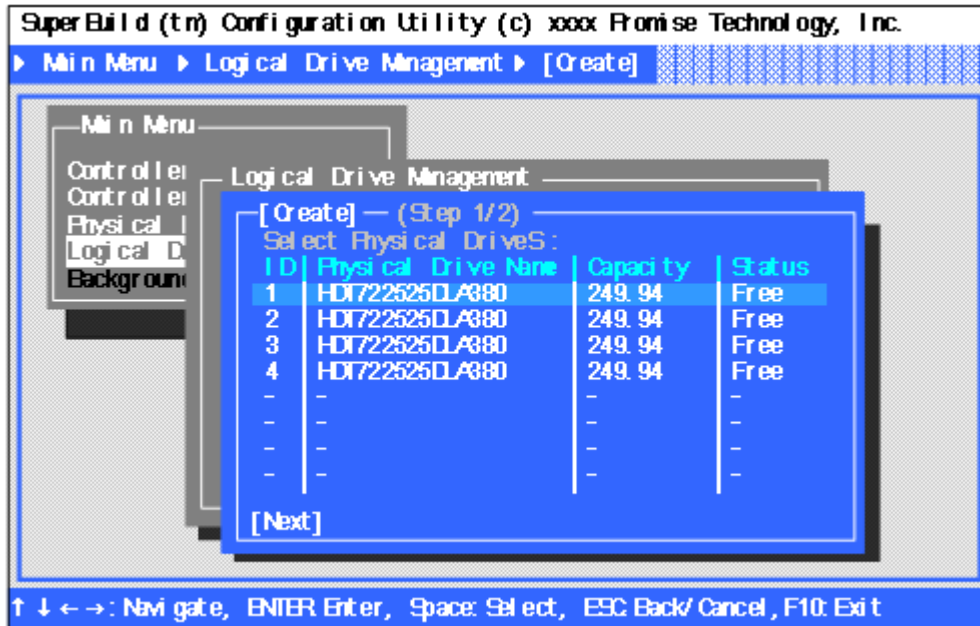 SuperBuild (tm) Configuration Utility (c) xxxx Promise Technology, Inc.
Main Menu Logical Drive Management [Create]
Main Menu
Controller
Controller
Physical
Logical D
Background
Logical Drive Management
[Create] — (Step 1/2)
Select Physical DriveS:
ID Physical Drive Name Capacity Status
1 HDT722525DLA380 249.94 Free
2 HDT722525DLA380 249.94 Free
3 HDT722525DLA380 249.94 Free
4 HDT722525DLA380 249.94 Free
- - - -
- - - -
- - - -
- - - -
[Next]
↑ ↓ ← →: Navigate, ENTER: Enter, Space: Select, ESC: Back/Cancel, F10: Exit